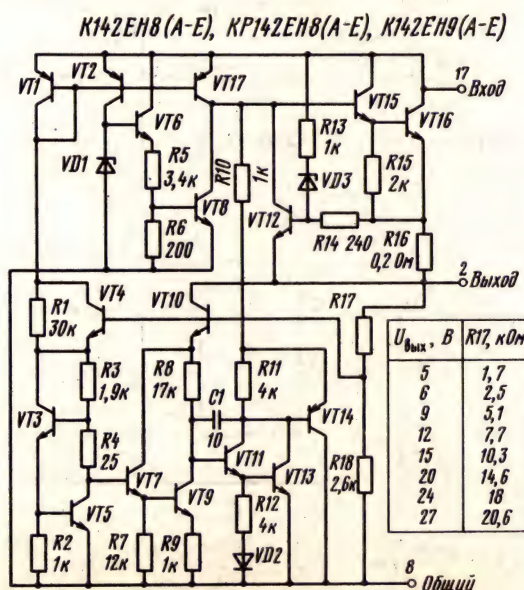 К142ЕН8(А-Е), КР142ЕН8(А-Е), К142ЕН9(А-Е)
VT1
VT2
VT17
VT6
VD1
R5
3,4к
R6
200
VT8
R10
1к
VT12
R13
1к
VD3
R14 240
VT15
R15
2к
VT16
R16
0,2 Ом
17
Вход
2
Выход
R1
30к
VT4
VT10
R17
R3
1,9к
R8
17к
C1
10
R11
4к
VT14
VT3
R4
25
VT7
VT9
VT11
VT13
R18
2,6к
VT5
R2
1к
R7
12к
R9
1к
R12
4к
VD2
8
Общий
Uвых, В R17, кОм
5 1,7
6 2,5
9 5,1
12 7,7
15 10,3
20 14,6
24 18
27 20,6